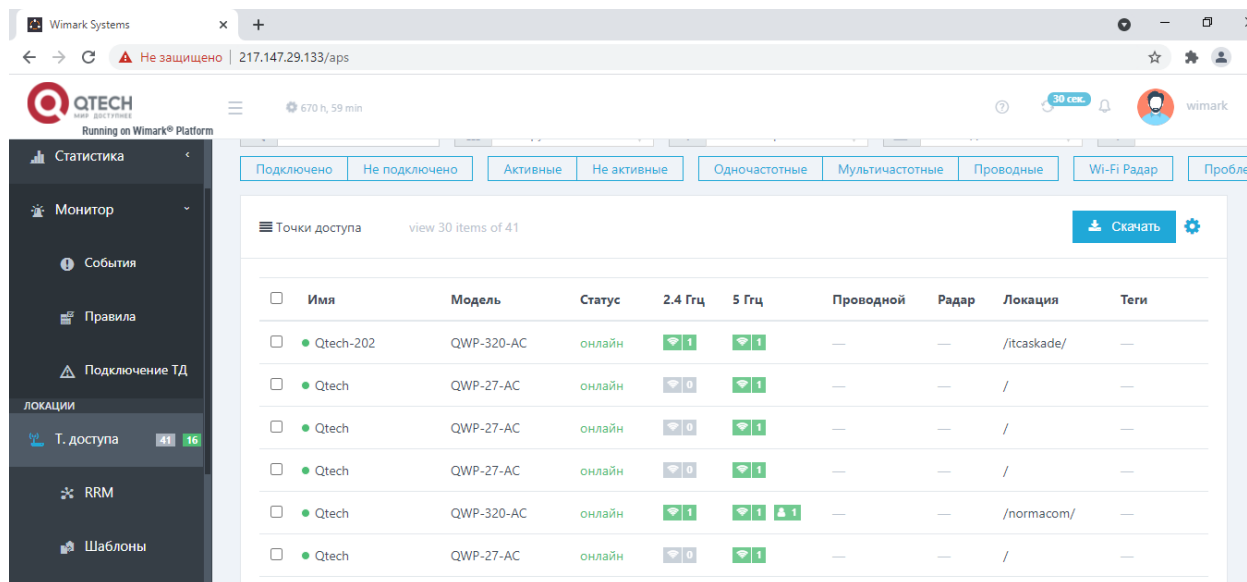 Wimark Systems
Не защищено 217.147.29.133/aps
QTECH
МИР ДОСТУПНЕЕ
Running on Wimark® Platform
670 h, 59 min
30 сек.
wimark
Статистика
Монитор
События
Правила
Подключение ТД
ЛОКАЦИИ
Т. доступа 41 16
RRM
Шаблоны
Подключено Не подключено Активные Не активные Одночастотные Мультичастотные Проводные Wi-Fi Радар Пробле
Точки доступа view 30 items of 41 Скачать
Имя Модель Статус 2.4 Ггц 5 Ггц Проводной Радар Локация Теги
Qtech-202 QWP-320-AC онлайн 1 1 — — /itcaskade/ —
Qtech QWP-27-AC онлайн 0 1 — — / —
Qtech QWP-27-AC онлайн 0 1 — — / —
Qtech QWP-27-AC онлайн 0 1 — — / —
Qtech QWP-320-AC онлайн 1 1 1 — — /normacom/ —
Qtech QWP-27-AC онлайн 0 1 — — / —